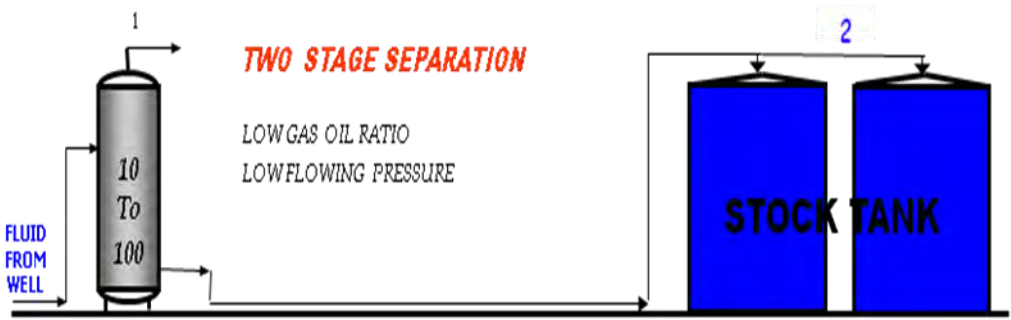 1
2
TWO STAGE SEPARATION
LOW GAS OIL RATIO
LOW FLOWING PRESSURE
10
To
100
FLUID
FROM
WELL
STOCK TANK